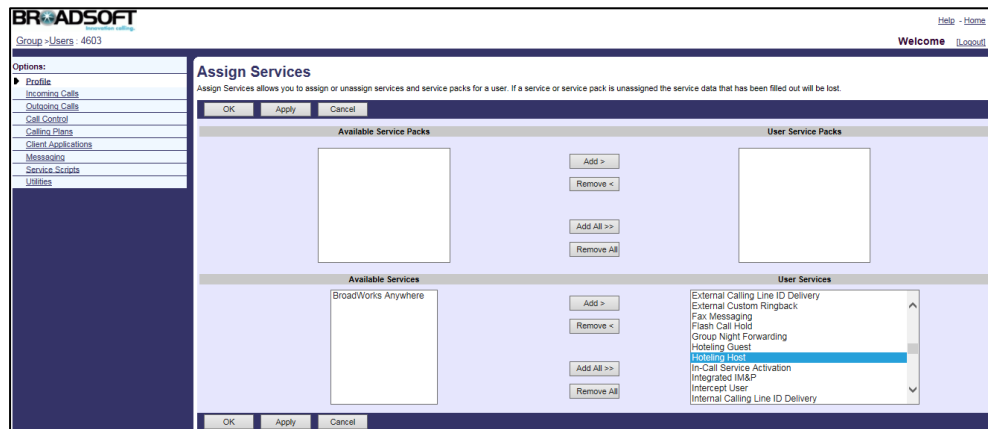 BROADSOFT
innovation calling.
Help - Home
Group >Users : 4603
Welcome [Logout]
Options:
Profile
Incoming Calls
Outgoing Calls
Call Control
Calling Plans
Client Applications
Messaging
Service Scripts
Utilities
Assign Services
Assign Services allows you to assign or unassign services and service packs for a user. If a service or service pack is unassigned the service data that has been filled out will be lost.
OK Apply Cancel
Available Service Packs User Service Packs
Add >
Remove <
Add All >>
Remove All
Available Services User Services
BroadWorks Anywhere
Add >
Remove <
Add All >>
Remove All
External Calling Line ID Delivery
External Custom Ringback
Fax Messaging
Flash Call Hold
Group Night Forwarding
Hoteling Guest
Hoteling Host
In-Call Service Activation
Integrated IM&P
Intercept User
Internal Calling Line ID Delivery
OK Apply Cancel